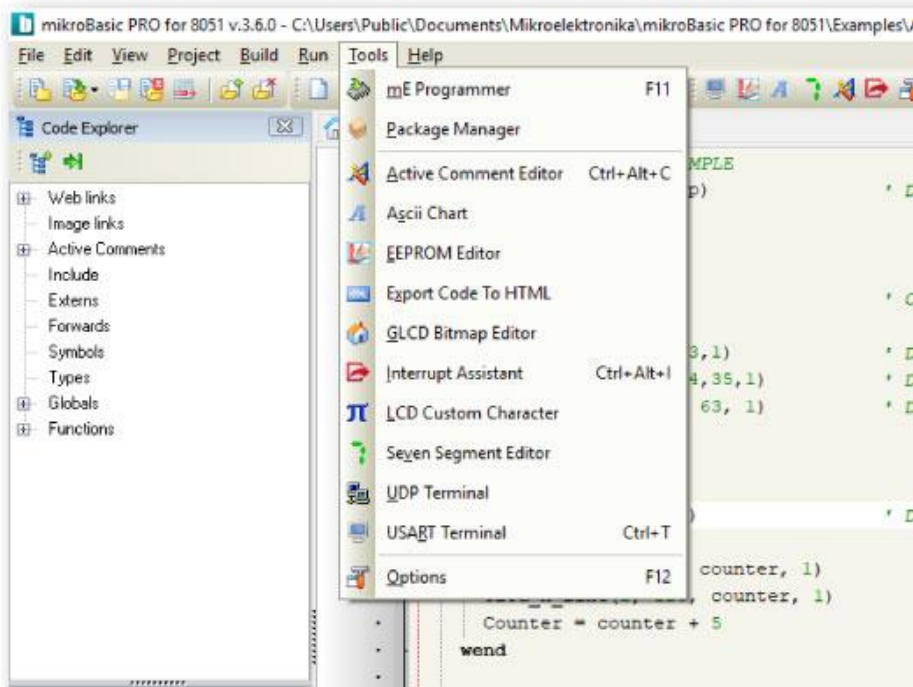 mikroBasic PRO for 8051 v.3.6.0 - C:\Users\Public\Documents\Mikroelektronika\mikroBasic PRO for 8051\Examples\
File Edit View Project Build Run Tools Help
Code Explorer
Web links
Image links
Active Comments
Include
Externs
Forwards
Symbols
Types
Globals
Functions
mE Programmer F11
Package Manager
Active Comment Editor Ctrl+Alt+C
Ascii Chart
EEPROM Editor
Export Code To HTML
GLCD Bitmap Editor
Interrupt Assistant Ctrl+Alt+I
LCD Custom Character
Seven Segment Editor
UDP Terminal
USART Terminal Ctrl+T
Options F12
MPLE
p) '
'
3,1) '
4,35,1) '
63, 1) '
) '
counter, 1)
counter, 1)
Counter = counter + 5
wend